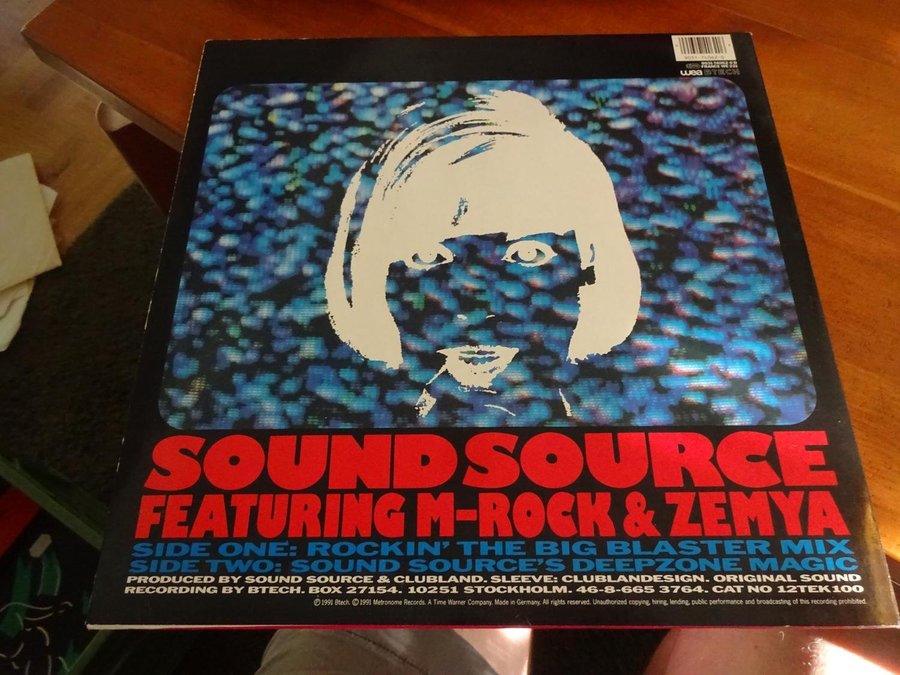 wea BTECH
SOUND SOURCE
FEATURING M-ROCK & ZEMYA
SIDE ONE: ROCKIN' THE BIG BLASTER MIX
SIDE TWO: SOUND SOURCE'S DEEPZONE MAGIC
PRODUCED BY SOUND SOURCE & CLUBLAND. SLEEVE: CLUBLANDESIGN. ORIGINAL SOUND
RECORDING BY BTECH. BOX 27154. 10251 STOCKHOLM. 46-8-665 3764. CAT NO 12TEK100
℗ 1991 Btech. © 1991 Metronome Records. A Time Warner Company. Made in Germany. All rights reserved. Unauthorized copying, hiring, lending, public performance and broadcasting of this recording prohibited.